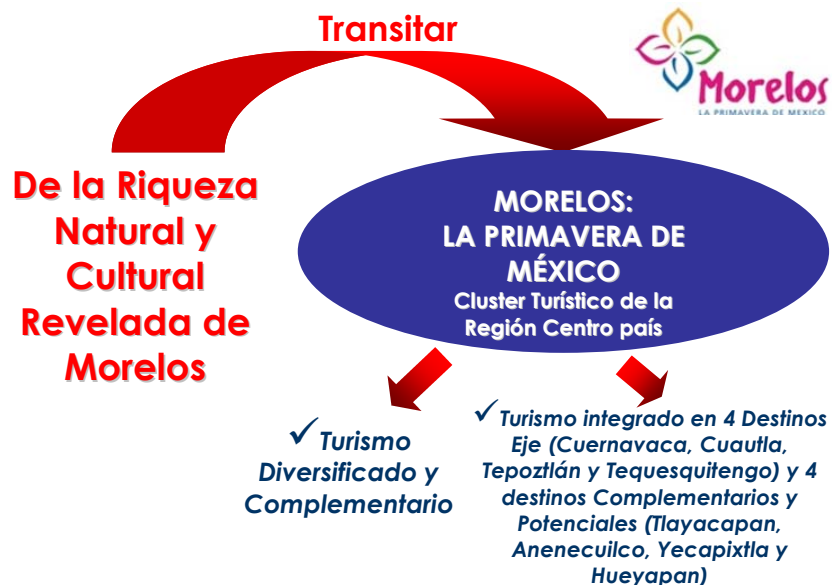 Transitar
Morelos
LA PRIMAVERA DE MEXICO
De la Riqueza
Natural y
Cultural
Revelada de
Morelos
MORELOS:
LA PRIMAVERA DE
MÉXICO
Cluster Turístico de la
Región Centro país
✓Turismo
Diversificado y
Complementario
✓Turismo integrado en 4 Destinos
Eje (Cuernavaca, Cuautla,
Tepoztlán y Tequesquitengo) y 4
destinos Complementarios y
Potenciales (Tlayacapan,
Anenecuilco, Yecapixtla y
Hueyapan)